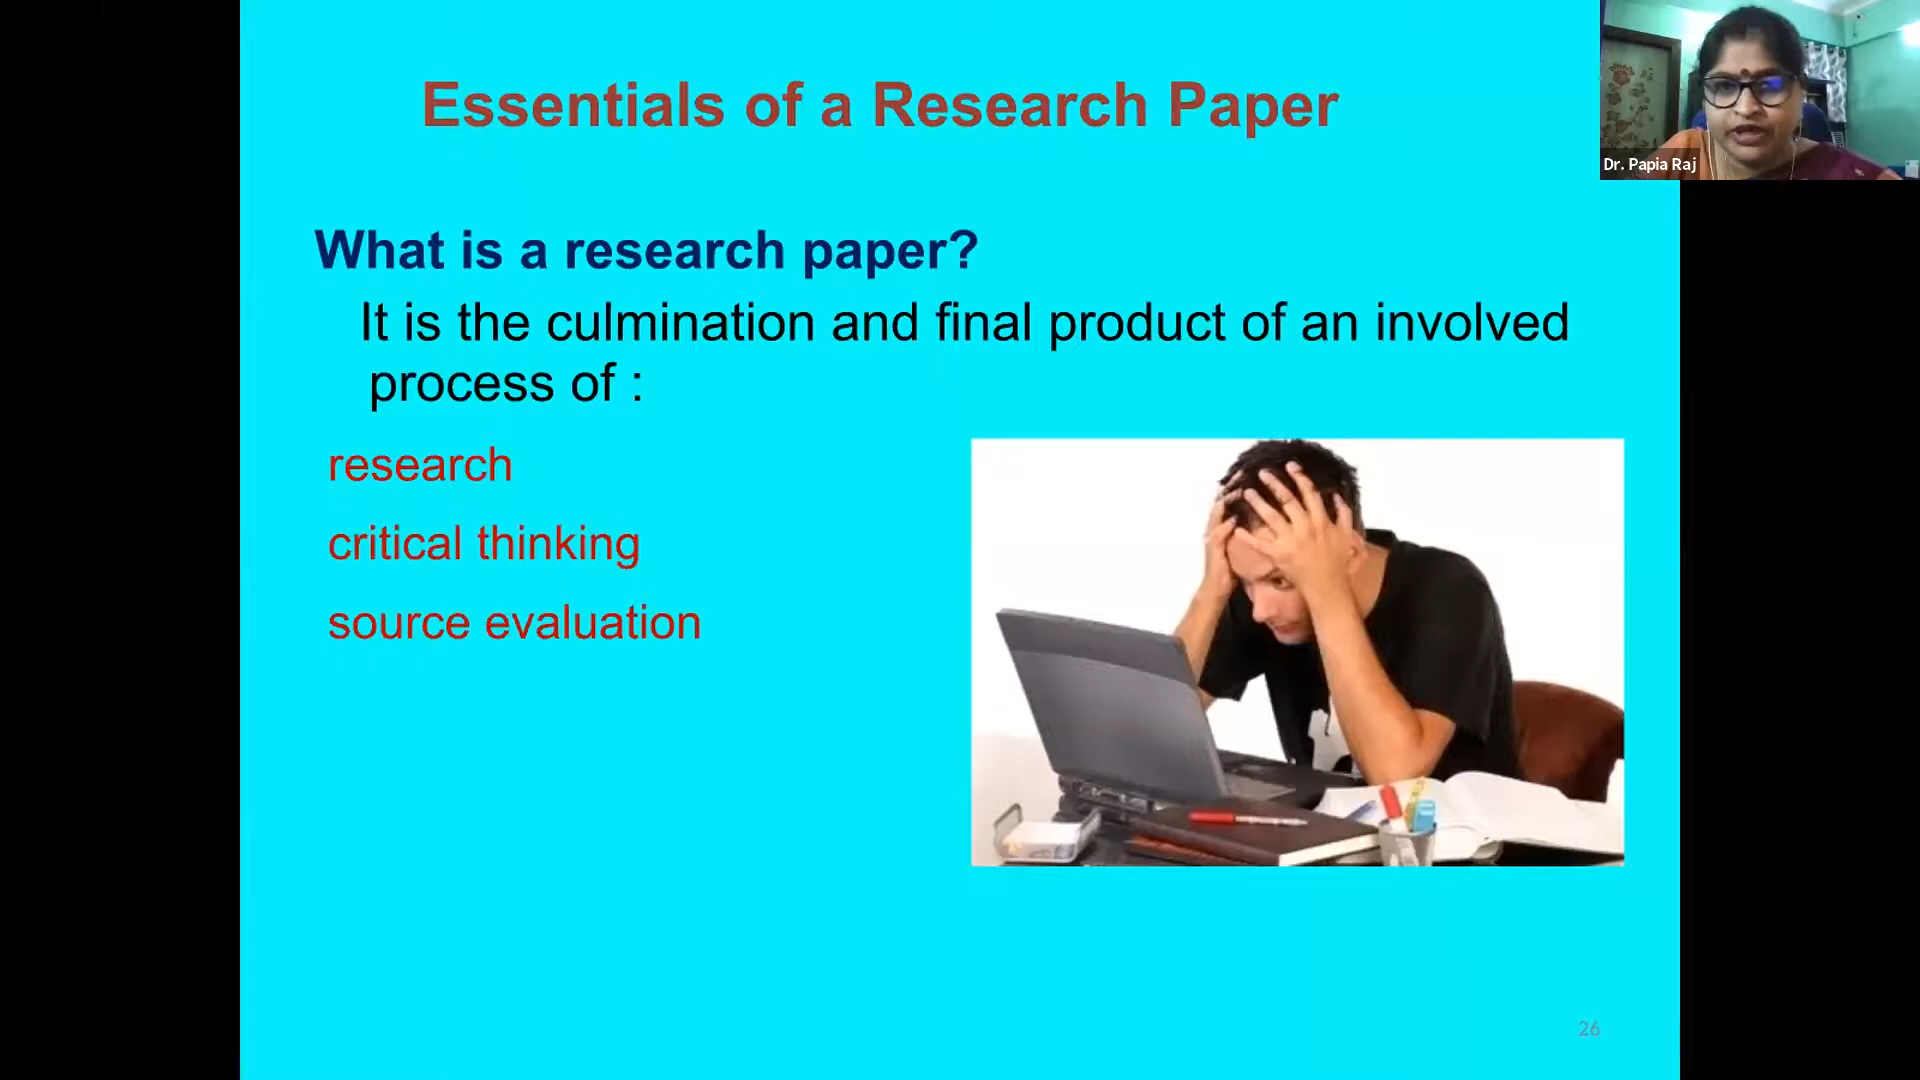 Essentials of a Research Paper
Dr. Papia Raj
What is a research paper?
It is the culmination and final product of an involved
process of :
research
critical thinking
source evaluation
26